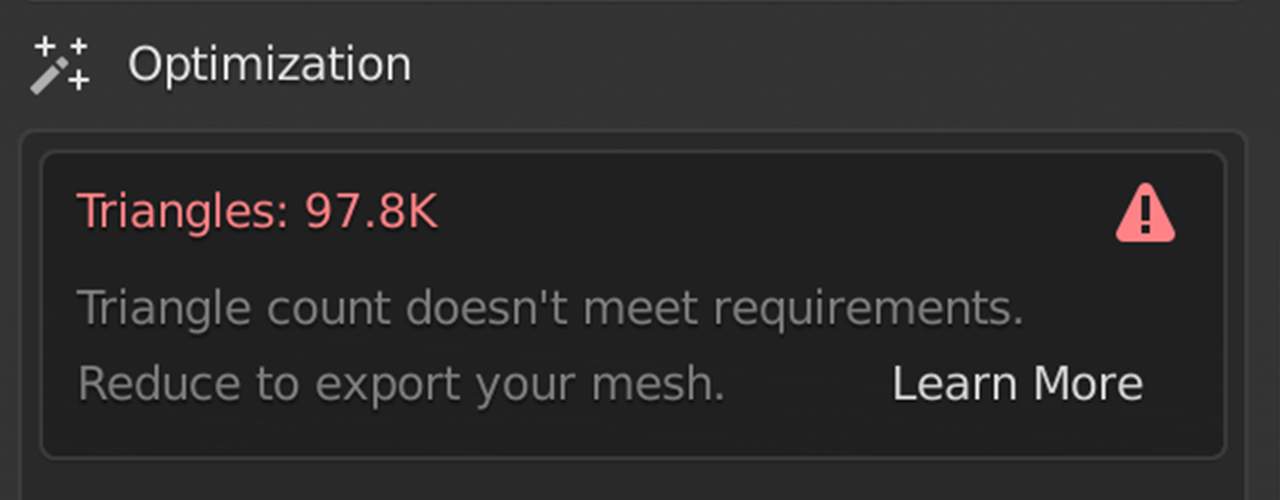 Optimization
Triangles: 97.8K
Triangle count doesn't meet requirements.
Reduce to export your mesh. Learn More